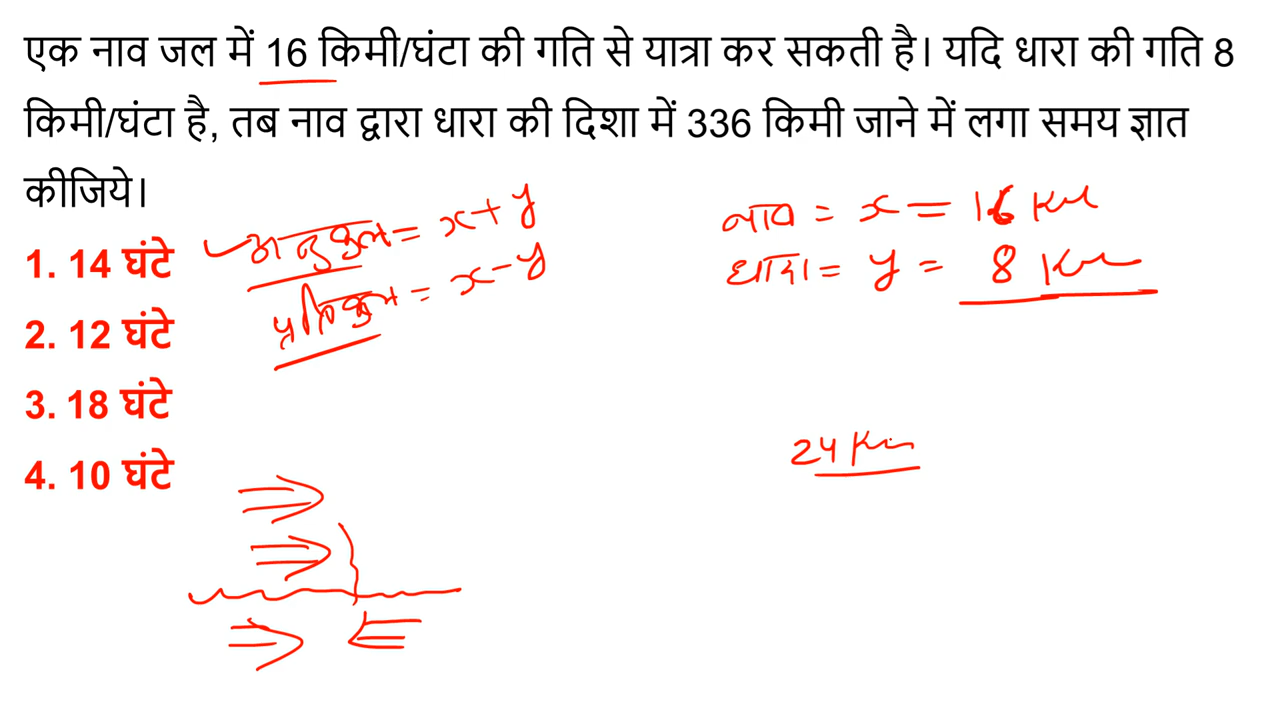 एक नाव जल में 16 किमी/घंटा की गति से यात्रा कर सकती है। यदि धारा की गति 8
किमी/घंटा है, तब नाव द्वारा धारा की दिशा में 336 किमी जाने में लगा समय ज्ञात
कीजिये।
अनुकुल = x + y
प्रतिकुल = x - y
नाव = x = 16 Km
धारा = y = 8 Km
1. 14 घंटे
2. 12 घंटे
3. 18 घंटे
4. 10 घंटे
24 Km